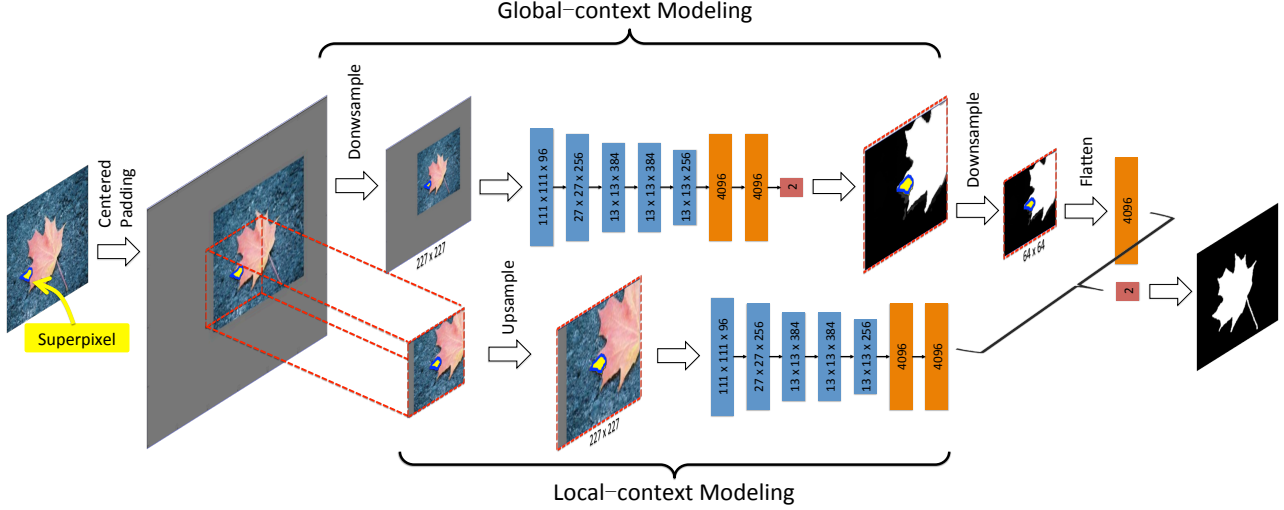 Global−context Modeling
Superpixel
Centered
Padding
Donwsample
227 x 227
111 x 111 x 96
27 x 27 x 256
13 x 13 x 384
13 x 13 x 384
13 x 13 x 256
4096
4096
2
Downsample
64 x 64
Flatten
4096
2
Upsample
227 x 227
111 x 111 x 96
27 x 27 x 256
13 x 13 x 384
13 x 13 x 384
13 x 13 x 256
4096
4096
Local−context Modeling